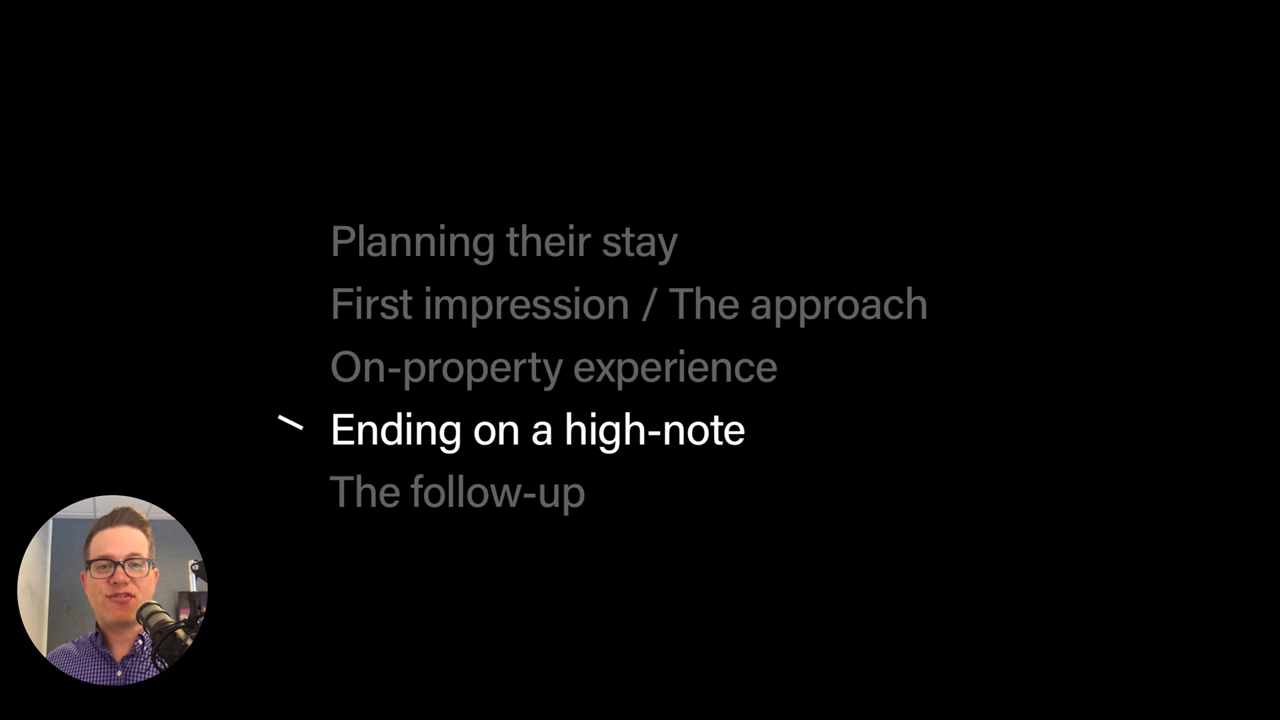 Planning their stay
First impression / The approach
On-property experience
Ending on a high-note
The follow-up